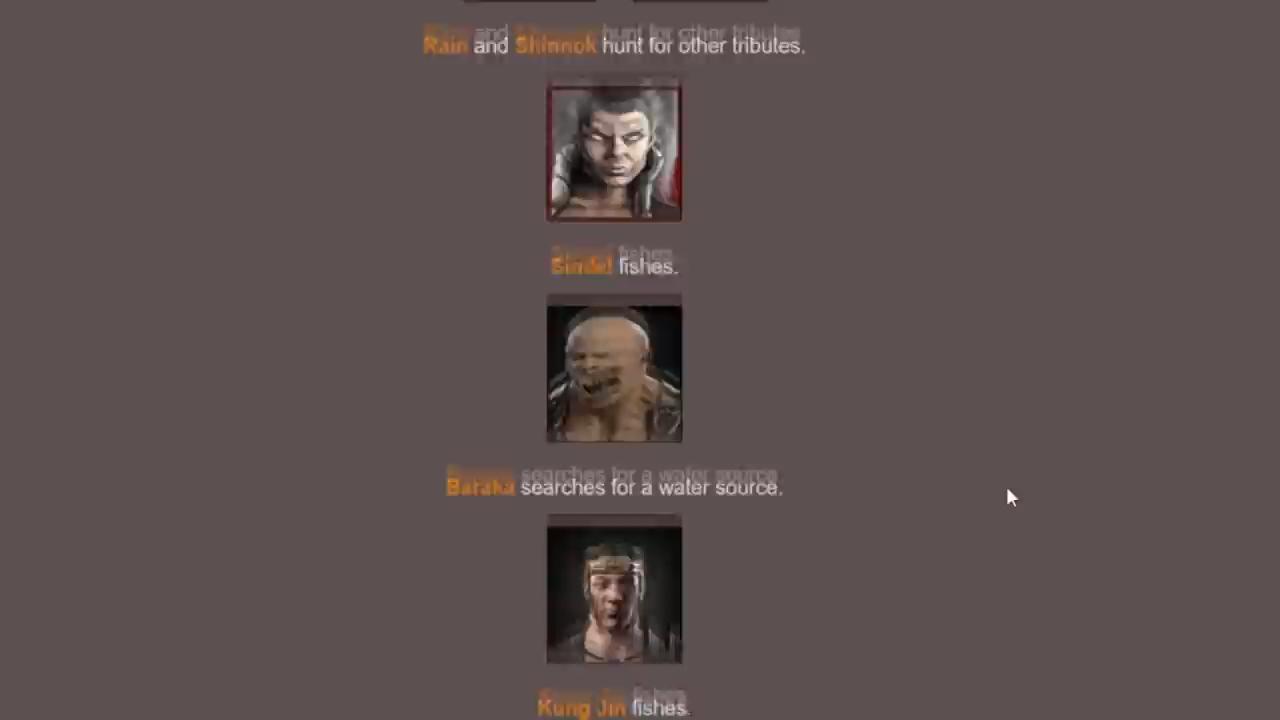 Rain and Shinnok hunt for other tributes.
Sindel fishes.
Baraka searches for a water source.
Kung Jin fishes.